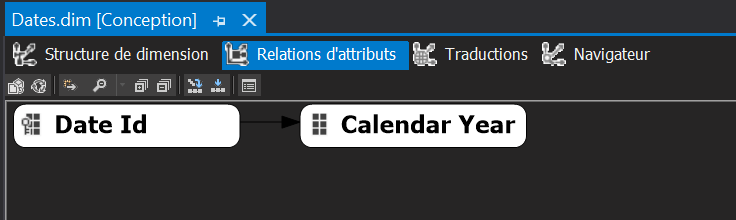 Dates.dim [Conception]
Structure de dimension Relations d'attributs Traductions Navigateur
Date Id Calendar Year